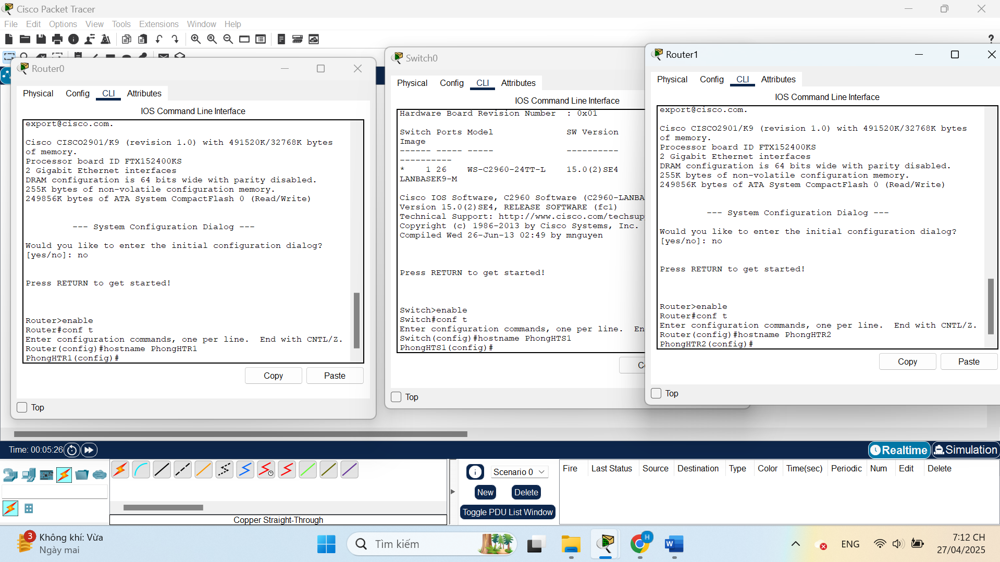 Cisco Packet Tracer
File Edit Options View Tools Extensions Window Help
?
Router0
Physical Config CLI Attributes
IOS Command Line Interface
export@cisco.com.
Cisco CISCO2901/K9 (revision 1.0) with 491520K/32768K bytes
of memory.
Processor board ID FTX152400KS
2 Gigabit Ethernet interfaces
DRAM configuration is 64 bits wide with parity disabled.
255K bytes of non-volatile configuration memory.
249856K bytes of ATA System CompactFlash 0 (Read/Write)
--- System Configuration Dialog ---
Would you like to enter the initial configuration dialog?
[yes/no]: no
Press RETURN to get started!
Router>enable
Router#conf t
Enter configuration commands, one per line.  End with CNTL/Z.
Router(config)#hostname PhongHTR1
PhongHTR1(config)#
Copy Paste
Top
Switch0
Physical Config CLI Attributes
IOS Command Line Interface
Hardware Board Revision Number  : 0x01
Switch Ports Model              SW Version
Image
------ ----- -----              ----------
----------
*    1 26    WS-C2960-24TT-L    15.0(2)SE4
LANBASEK9-M
Cisco IOS Software, C2960 Software (C2960-LANBA
Version 15.0(2)SE4, RELEASE SOFTWARE (fc1)
Technical Support: http://www.cisco.com/techsup
Copyright (c) 1986-2013 by Cisco Systems, Inc.
Compiled Wed 26-Jun-13 02:49 by mnguyen
Press RETURN to get started!
Switch>enable
Switch#conf t
Enter configuration commands, one per line.  En
Switch(config)#hostname PhongHTS1
PhongHTS1(config)#
C
Top
Router1
Physical Config CLI Attributes
IOS Command Line Interface
export@cisco.com.
Cisco CISCO2901/K9 (revision 1.0) with 491520K/32768K bytes
of memory.
Processor board ID FTX152400KS
2 Gigabit Ethernet interfaces
DRAM configuration is 64 bits wide with parity disabled.
255K bytes of non-volatile configuration memory.
249856K bytes of ATA System CompactFlash 0 (Read/Write)
--- System Configuration Dialog ---
Would you like to enter the initial configuration dialog?
[yes/no]: no
Press RETURN to get started!
Router>enable
Router#conf t
Enter configuration commands, one per line.  End with CNTL/Z.
Router(config)#hostname PhongHTR2
PhongHTR2(config)#
Copy Paste
Top
Time: 00:05:26
Realtime Simulation
Copper Straight-Through
Scenario 0
New Delete
Toggle PDU List Window
Fire Last Status Source Destination Type Color Time(sec) Periodic Num Edit Delete
3
Không khí: Vừa
Ngày mai
Tìm kiếm
H
W
ENG
7:12 CH
27/04/2025